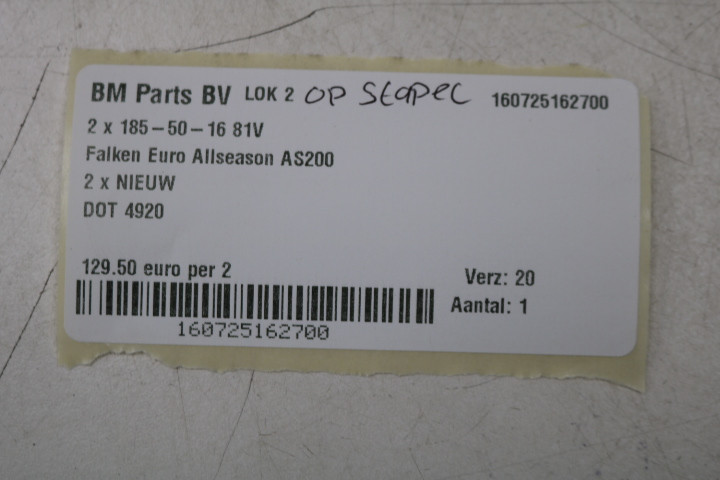 BM Parts BV LOK 2 op stapel 160725162700
2 x 185-50-16 81V
Falken Euro Allseason AS200
2 x NIEUW
DOT 4920
129.50 euro per 2
Verz: 20
Aantal: 1
160725162700